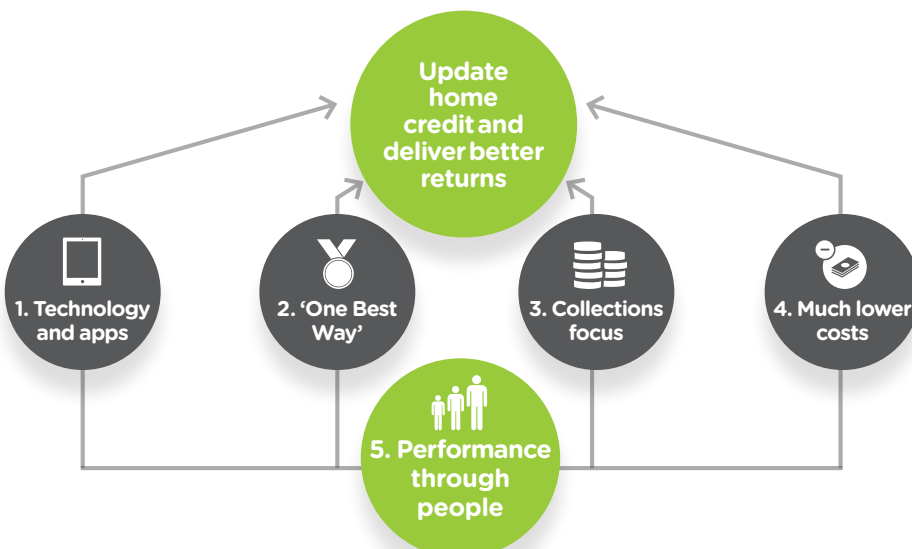 Update
home
credit and
deliver better
returns
1. Technology
and apps
2. ‘One Best
Way’
3. Collections
focus
4. Much lower
costs
5. Performance
through
people